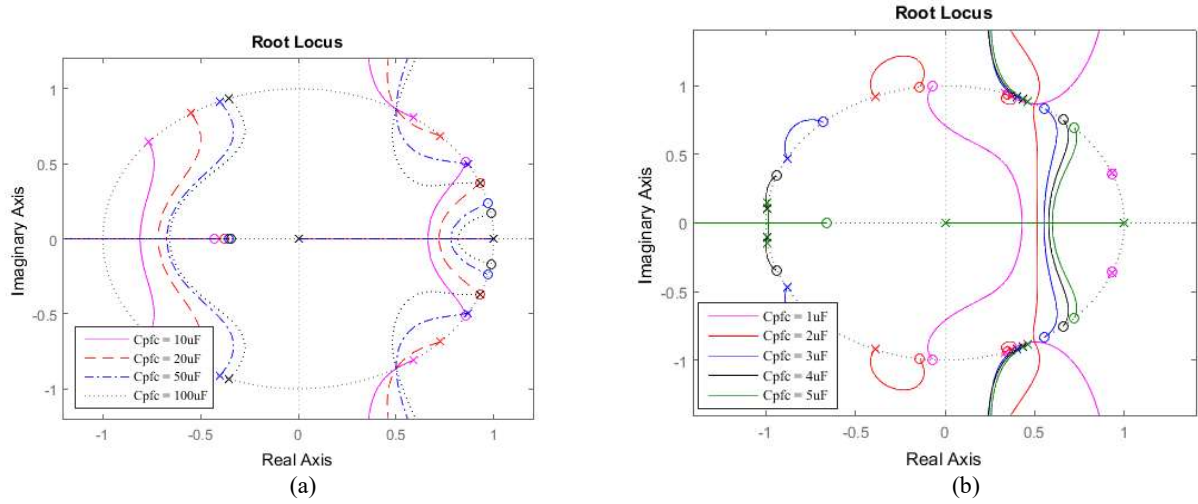 Root Locus
1
0.5
0
-0.5
-1
Imaginary Axis
-1
-0.5
0
0.5
1
Real Axis
Cpfc = 10uF
Cpfc = 20uF
Cpfc = 50uF
Cpfc = 100uF
(a)
Root Locus
1
0.5
0
-0.5
-1
Imaginary Axis
-1
-0.5
0
0.5
1
Real Axis
Cpfc = 1uF
Cpfc = 2uF
Cpfc = 3uF
Cpfc = 4uF
Cpfc = 5uF
(b)